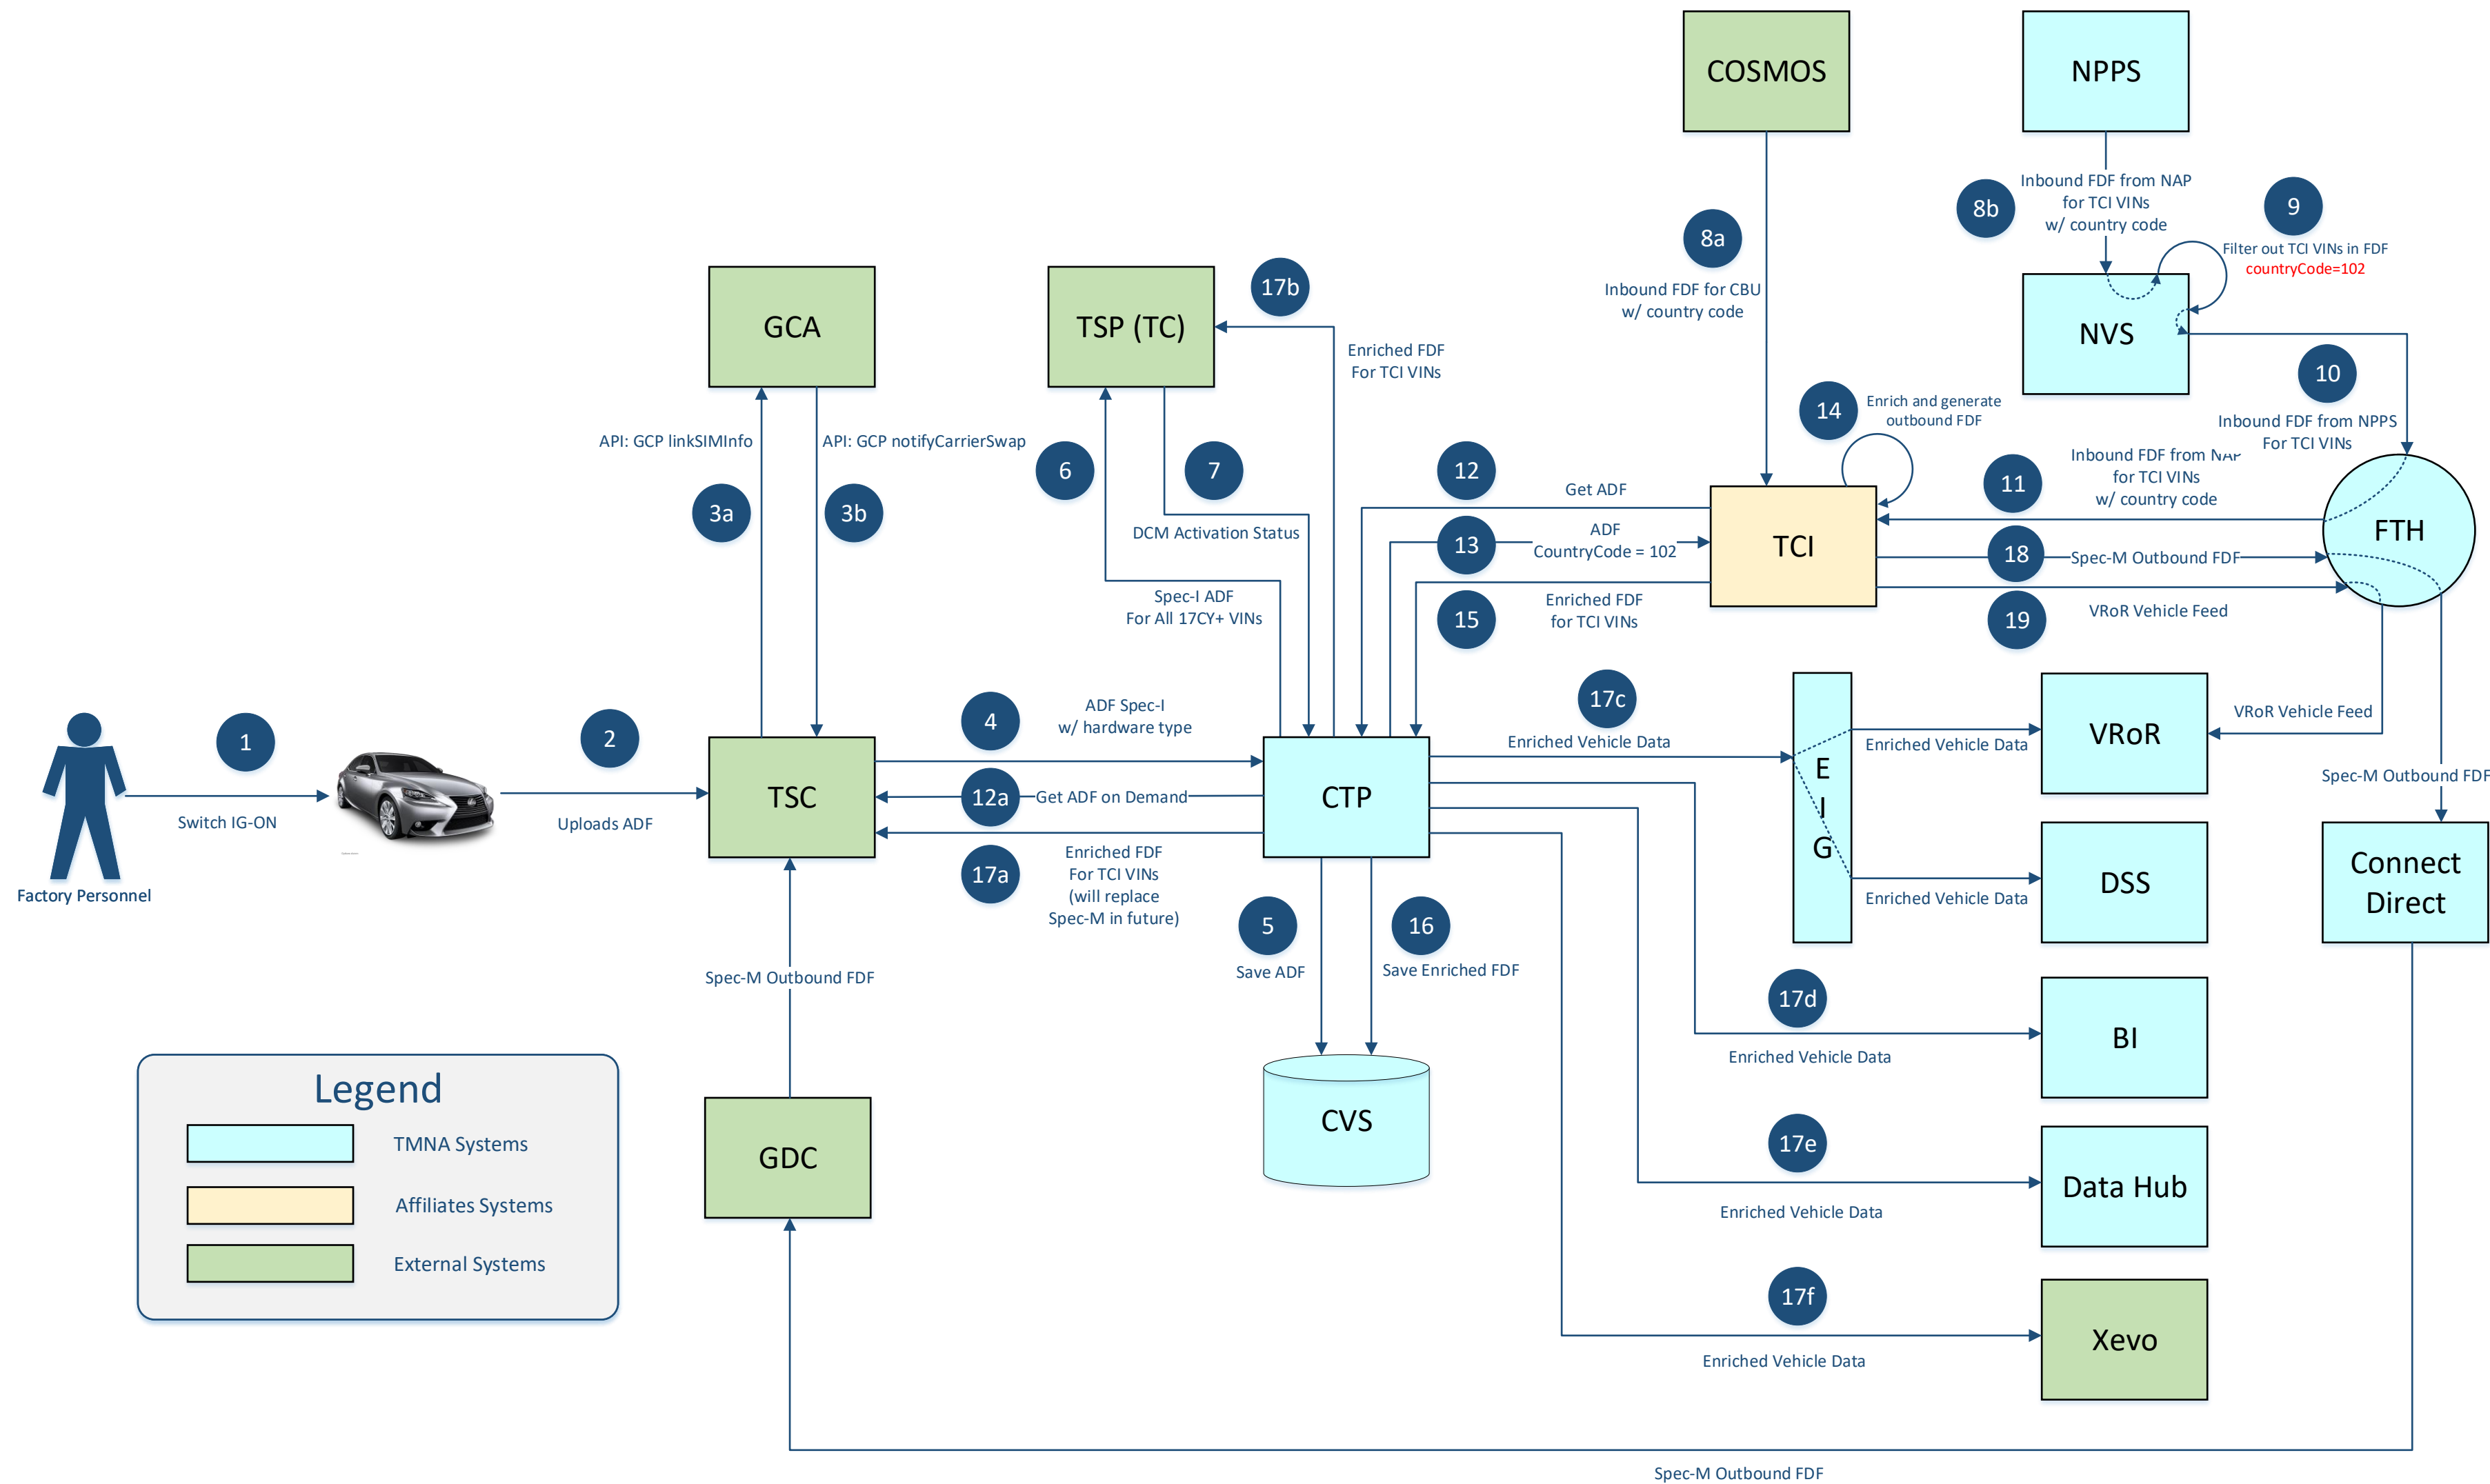 COSMOS
NPPS
8a
Inbound FDF for CBU
w/ country code
8b
Inbound FDF from NAP
for TCI VINs
w/ country code
9
Filter out TCI VINs in FDF
countryCode=102
NVS
10
Inbound FDF from NPPS
For TCI VINs
GCA
TSP (TC)
17b
Enriched FDF
For TCI VINs
API: GCP linkSIMInfo
API: GCP notifyCarrierSwap
3a
3b
6
7
DCM Activation Status
Spec-I ADF
For All 17CY+ VINs
12
Get ADF
13
ADF
CountryCode = 102
15
Enriched FDF
for TCI VINs
14
Enrich and generate
outbound FDF
TCI
11
Inbound FDF from NAP
for TCI VINs
w/ country code
18
Spec-M Outbound FDF
19
VRoR Vehicle Feed
FTH
1
Switch IG-ON
Factory Personnel
2
Uploads ADF
TSC
4
ADF Spec-I
w/ hardware type
12a
Get ADF on Demand
17a
Enriched FDF
For TCI VINs
(will replace
Spec-M in future)
CTP
17c
Enriched Vehicle Data
E
I
G
Enriched Vehicle Data
VRoR
VRoR Vehicle Feed
Enriched Vehicle Data
DSS
Spec-M Outbound FDF
Connect
Direct
5
Save ADF
16
Save Enriched FDF
CVS
17d
Enriched Vehicle Data
BI
17e
Enriched Vehicle Data
Data Hub
17f
Enriched Vehicle Data
Xevo
Spec-M Outbound FDF
GDC
Spec-M Outbound FDF
Legend
TMNA Systems
Affiliates Systems
External Systems